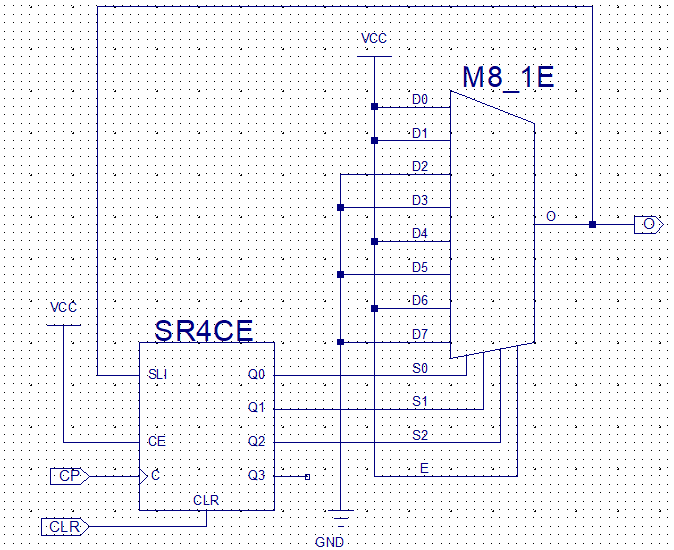 VCC
M8_1E
D0
D1
D2
D3
D4
D5
D6
D7
O
O
VCC
SR4CE
SLI
Q0
S0
Q1
S1
CE
Q2
S2
CP
C
Q3
E
CLR
CLR
GND